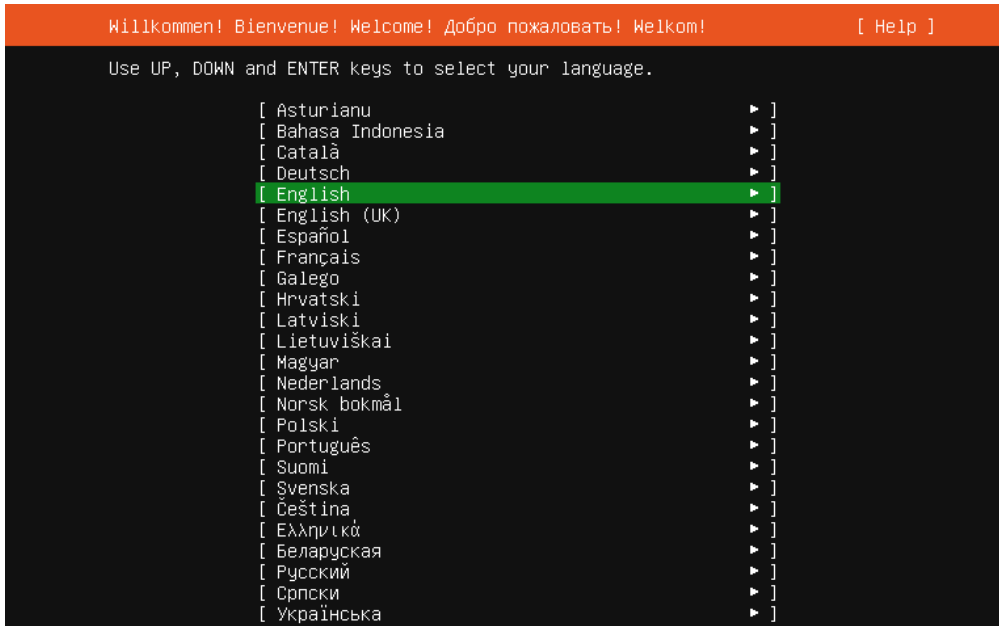 Willkommen! Bienvenue! Welcome! Добро пожаловать! Welkom! [ Help ]
Use UP, DOWN and ENTER keys to select your language.
[ Asturianu ► ]
[ Bahasa Indonesia ► ]
[ Català ► ]
[ Deutsch ► ]
[ English ► ]
[ English (UK) ► ]
[ Español ► ]
[ Français ► ]
[ Galego ► ]
[ Hrvatski ► ]
[ Latviski ► ]
[ Lietuviškai ► ]
[ Magyar ► ]
[ Nederlands ► ]
[ Norsk bokmål ► ]
[ Polski ► ]
[ Português ► ]
[ Suomi ► ]
[ Svenska ► ]
[ Čeština ► ]
[ Ελληνικά ► ]
[ Беларуская ► ]
[ Русский ► ]
[ Српски ► ]
[ Українська ► ]